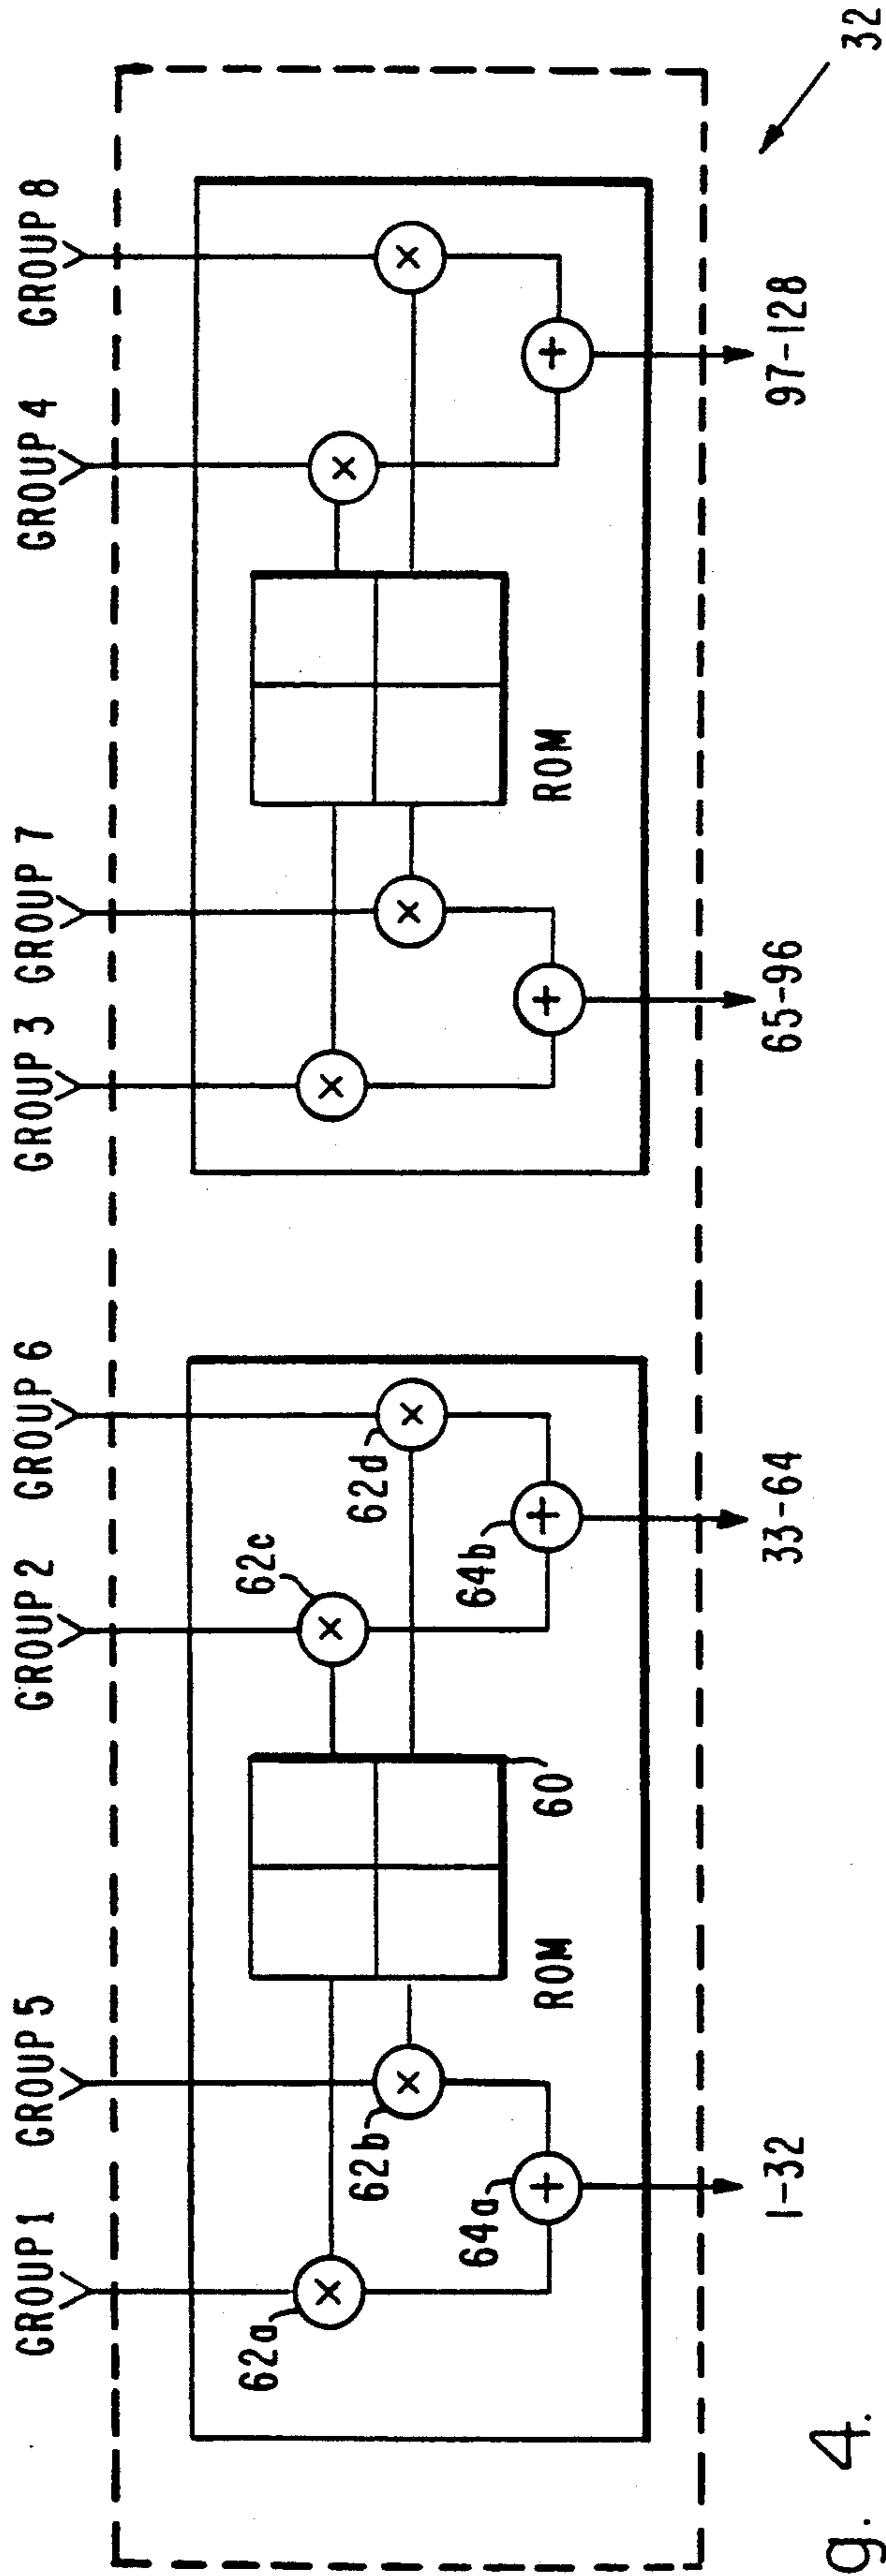 GROUP 1
GROUP 5
GROUP 2
GROUP 6
GROUP 3
GROUP 7
GROUP 4
GROUP 8
62a
62b
62c
62d
64a
64b
ROM
60
ROM
1-32
33-64
65-96
97-128
32
g. 4.